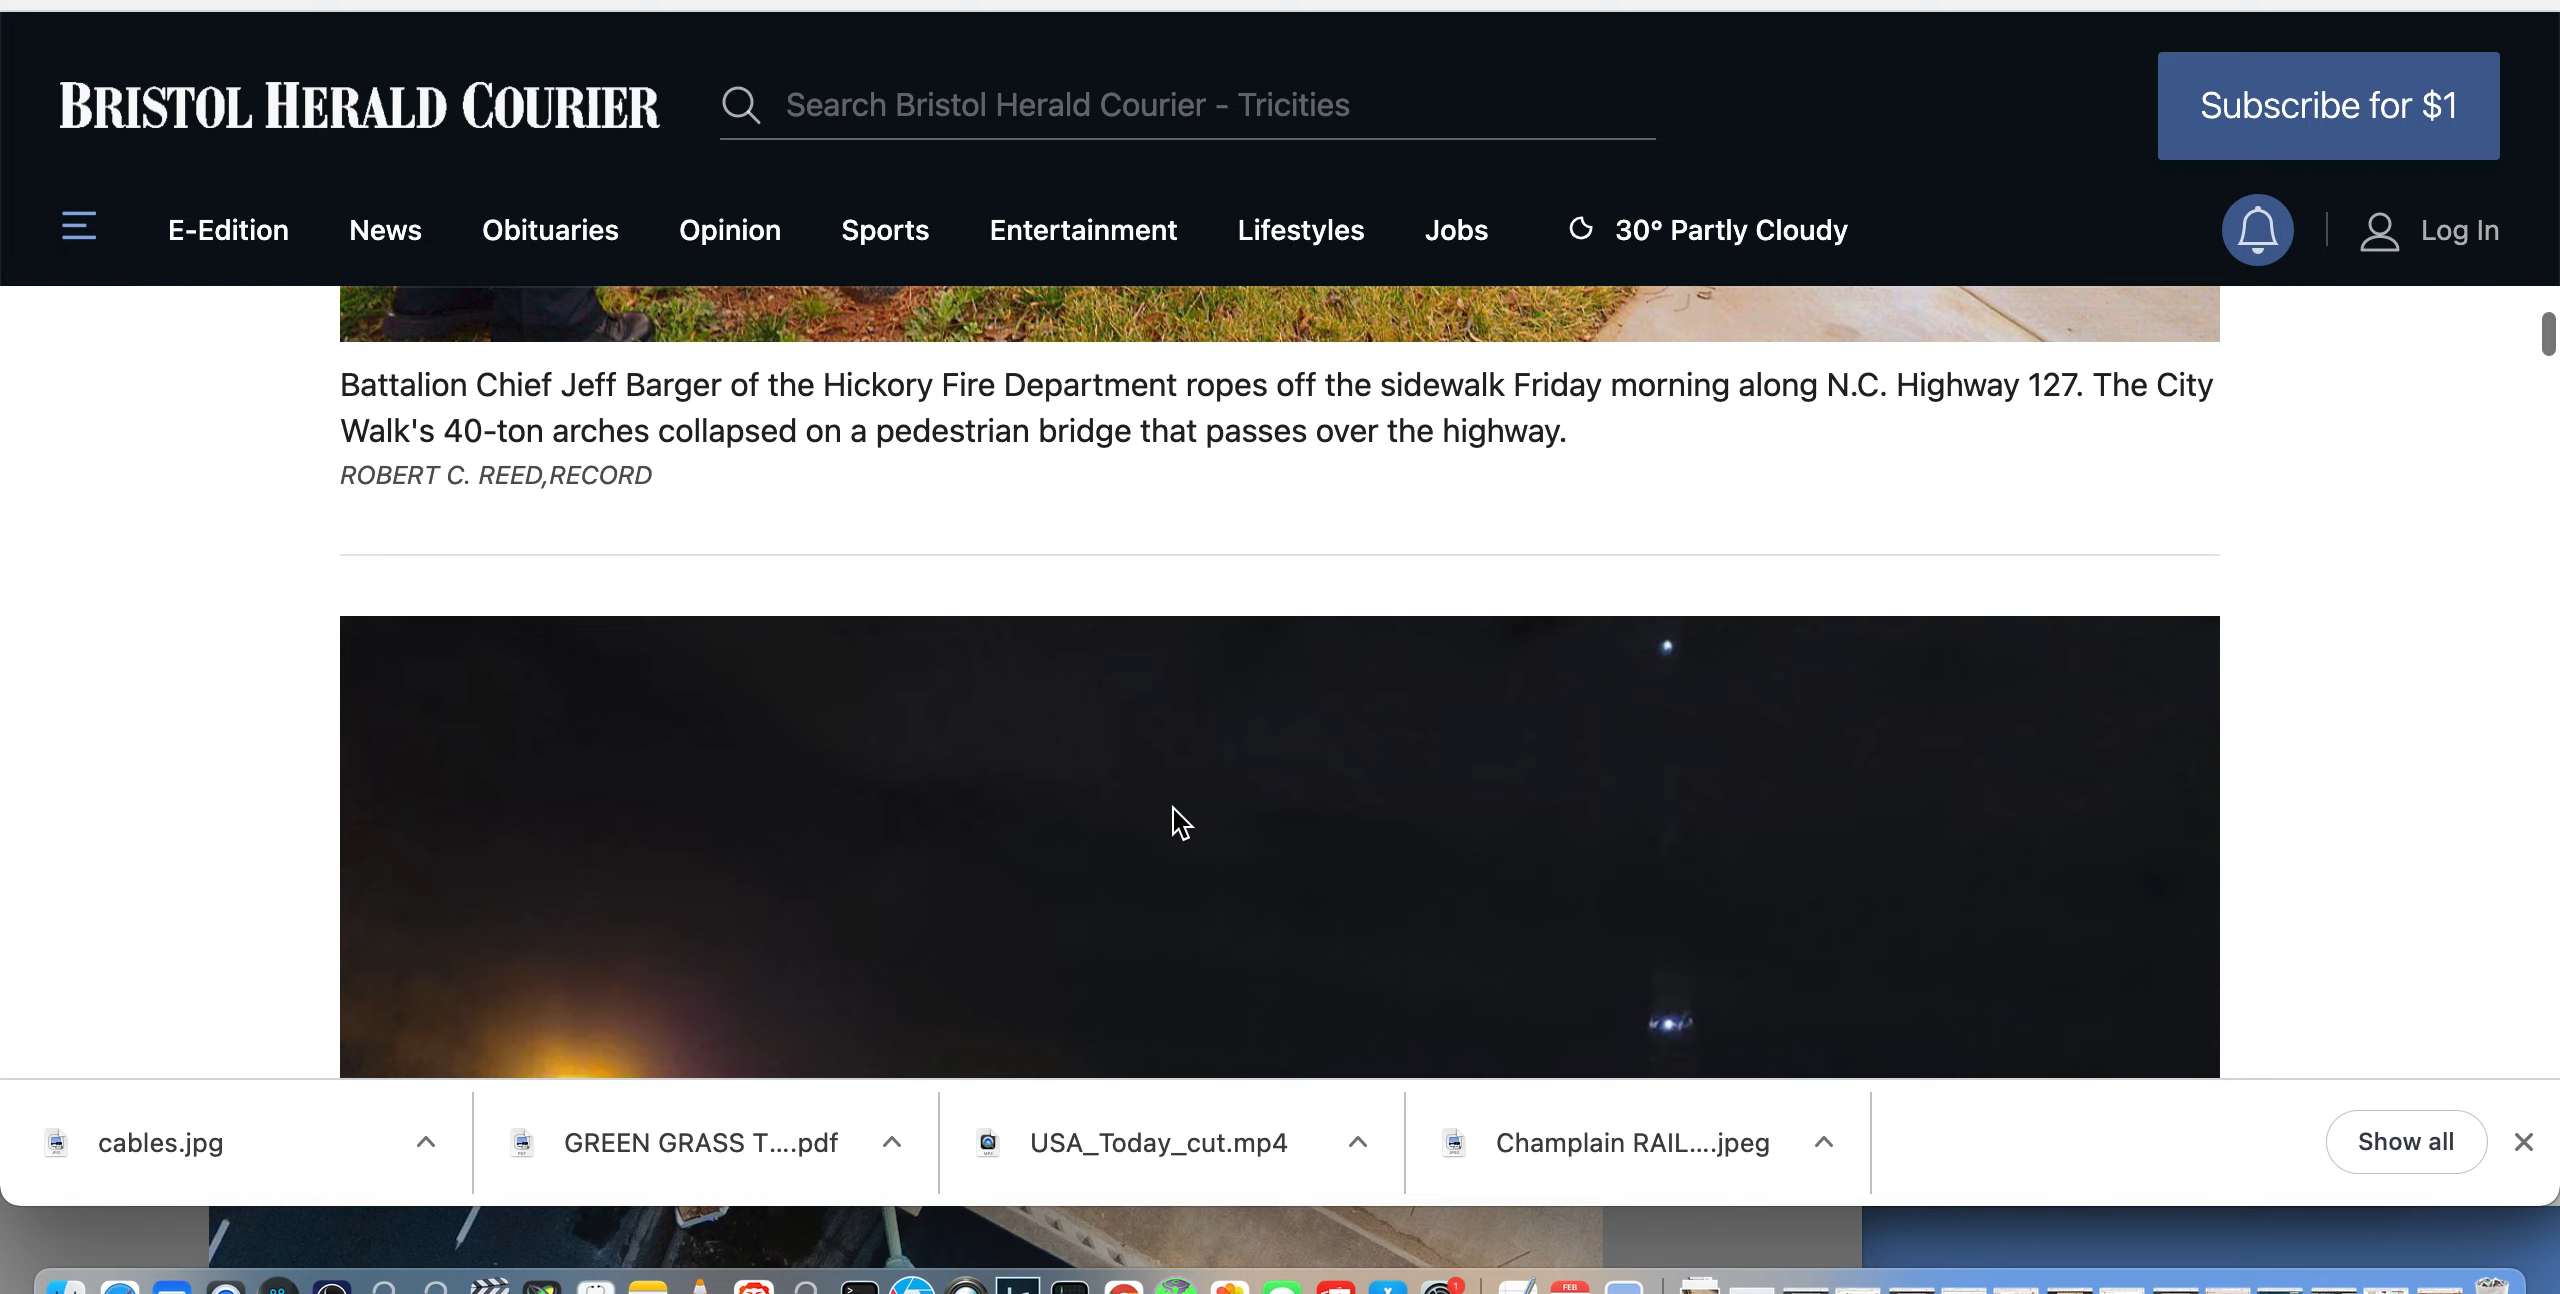 BRISTOL HERALD COURIER
Search Bristol Herald Courier - Tricities
Subscribe for $1
E-Edition News Obituaries Opinion Sports Entertainment Lifestyles Jobs 30° Partly Cloudy Log In
Battalion Chief Jeff Barger of the Hickory Fire Department ropes off the sidewalk Friday morning along N.C. Highway 127. The City
Walk's 40-ton arches collapsed on a pedestrian bridge that passes over the highway.
ROBERT C. REED,RECORD
cables.jpg GREEN GRASS T....pdf USA_Today_cut.mp4 Champlain RAIL....jpeg Show all
1
FEB